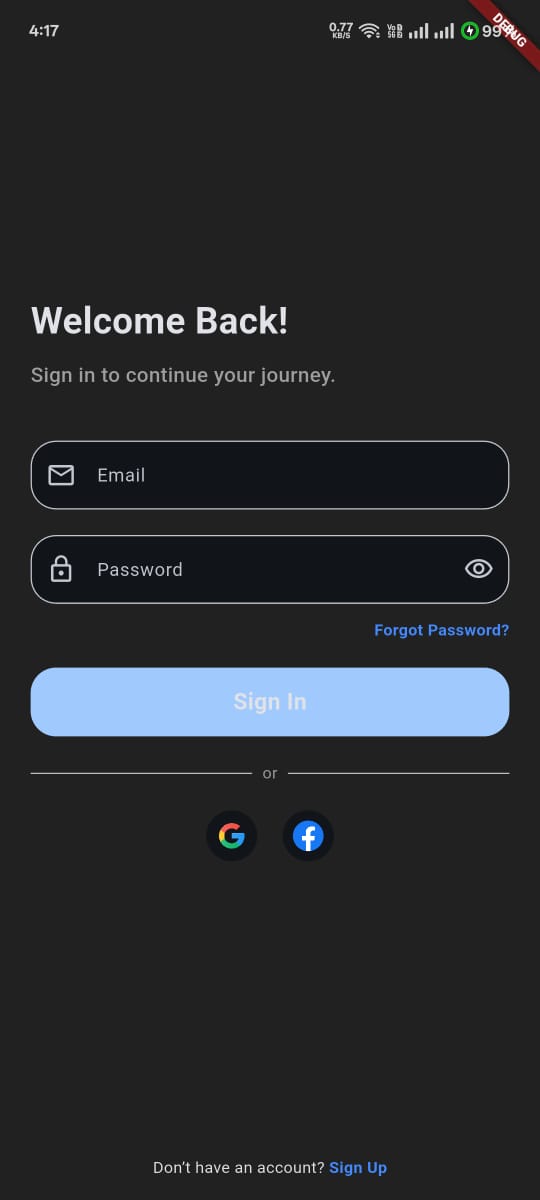 4:17
0.77
KB/S
Vo
5G
99
DEBUG
Welcome Back!
Sign in to continue your journey.
Email
Password
Forgot Password?
Sign In
or
Don't have an account? Sign Up